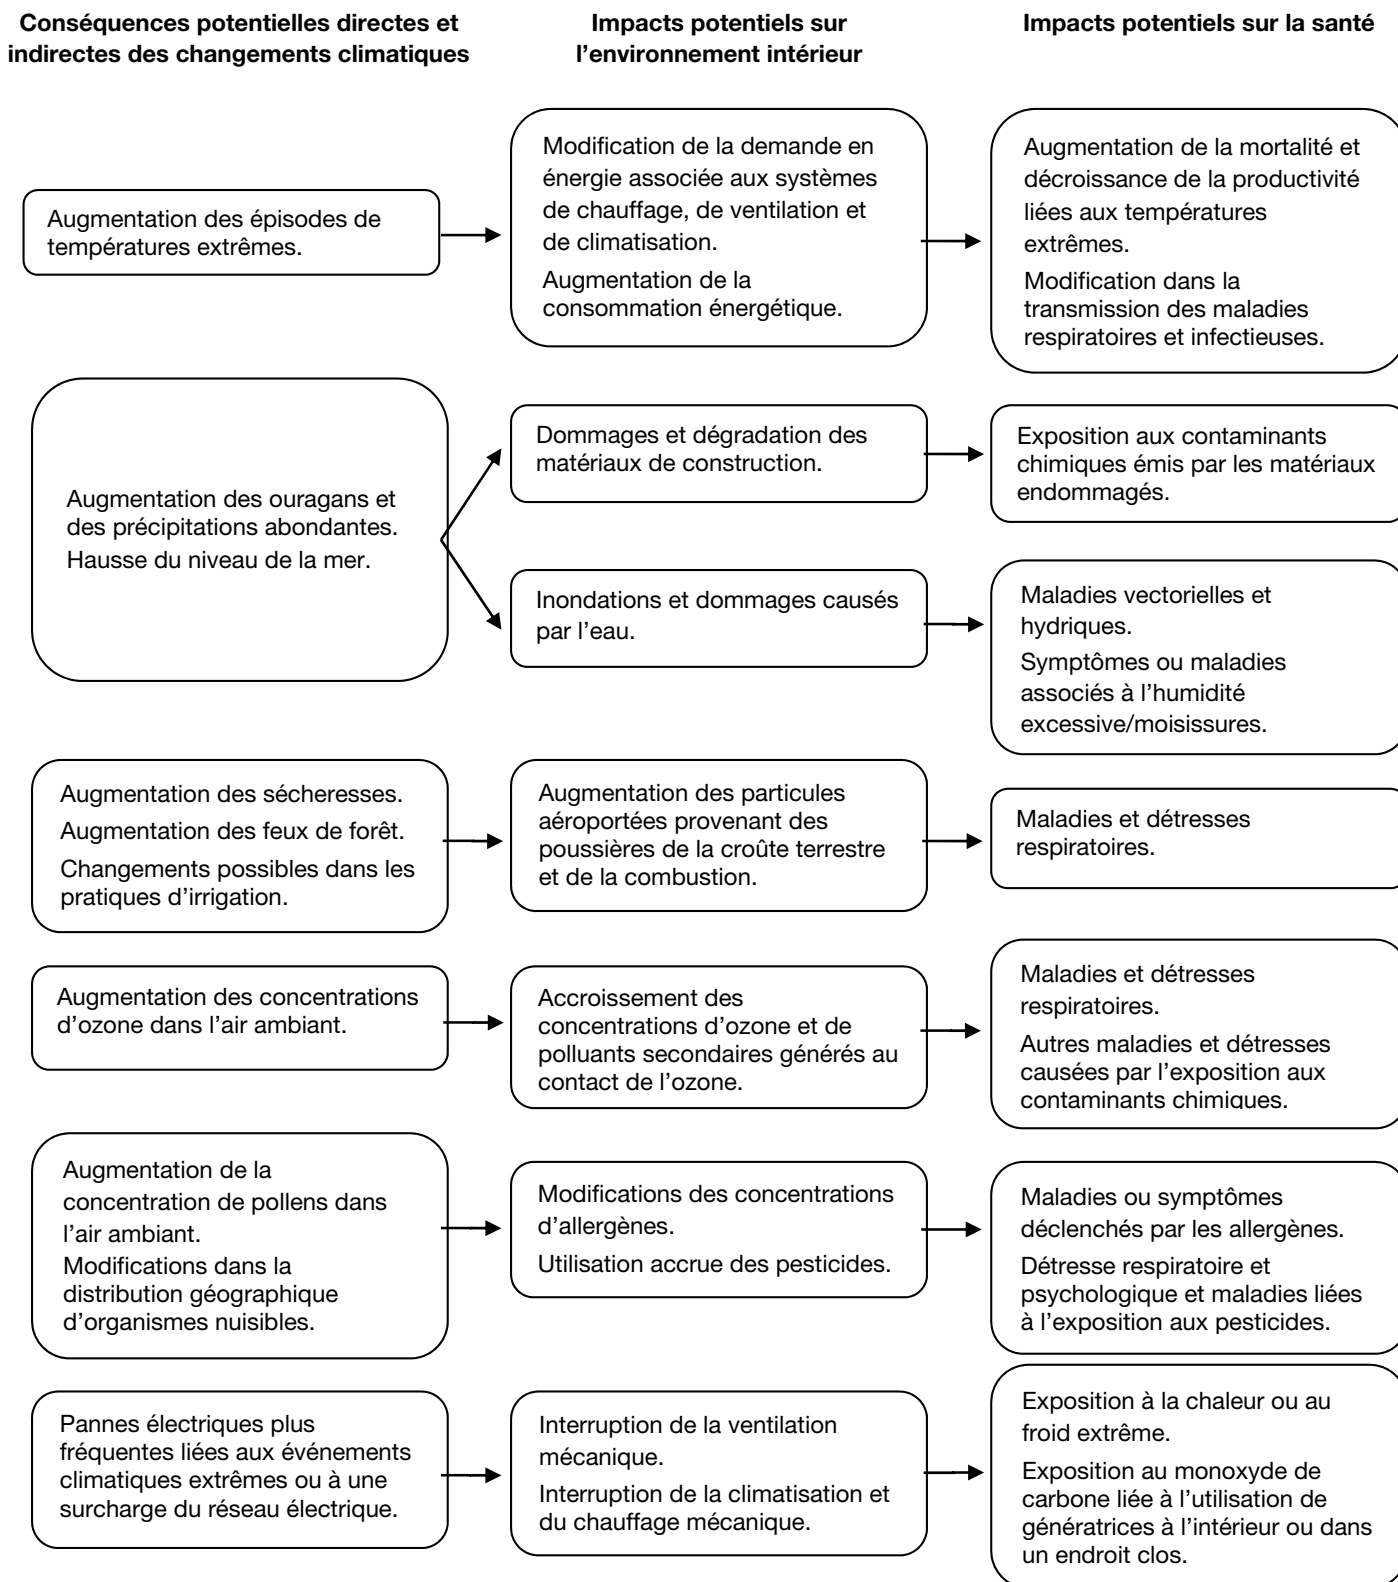 Conséquences potentielles directes et
indirectes des changements climatiques
Impacts potentiels sur
l’environnement intérieur
Impacts potentiels sur la santé
Augmentation des épisodes de
températures extrêmes.
Modification de la demande en
énergie associée aux systèmes
de chauffage, de ventilation et
de climatisation.
Augmentation de la
consommation énergétique.
Augmentation de la mortalité et
décroissance de la productivité
liées aux températures
extrêmes.
Modification dans la
transmission des maladies
respiratoires et infectieuses.
Augmentation des ouragans et
des précipitations abondantes.
Hausse du niveau de la mer.
Dommages et dégradation des
matériaux de construction.
Exposition aux contaminants
chimiques émis par les matériaux
endommagés.
Inondations et dommages causés
par l’eau.
Maladies vectorielles et
hydriques.
Symptômes ou maladies
associés à l’humidité
excessive/moisissures.
Augmentation des sécheresses.
Augmentation des feux de forêt.
Changements possibles dans les
pratiques d’irrigation.
Augmentation des particules
aéroportées provenant des
poussières de la croûte terrestre
et de la combustion.
Maladies et détresses
respiratoires.
Augmentation des concentrations
d’ozone dans l’air ambiant.
Accroissement des
concentrations d’ozone et de
polluants secondaires générés au
contact de l’ozone.
Maladies et détresses
respiratoires.
Autres maladies et détresses
causées par l’exposition aux
contaminants chimiques.
Augmentation de la
concentration de pollens dans
l’air ambiant.
Modifications dans la
distribution géographique
d’organismes nuisibles.
Modifications des concentrations
d’allergènes.
Utilisation accrue des pesticides.
Maladies ou symptômes
déclenchés par les allergènes.
Détresse respiratoire et
psychologique et maladies liées
à l’exposition aux pesticides.
Pannes électriques plus
fréquentes liées aux événements
climatiques extrêmes ou à une
surcharge du réseau électrique.
Interruption de la ventilation
mécanique.
Interruption de la climatisation et
du chauffage mécanique.
Exposition à la chaleur ou au
froid extrême.
Exposition au monoxyde de
carbone liée à l’utilisation de
génératrices à l’intérieur ou dans
un endroit clos.